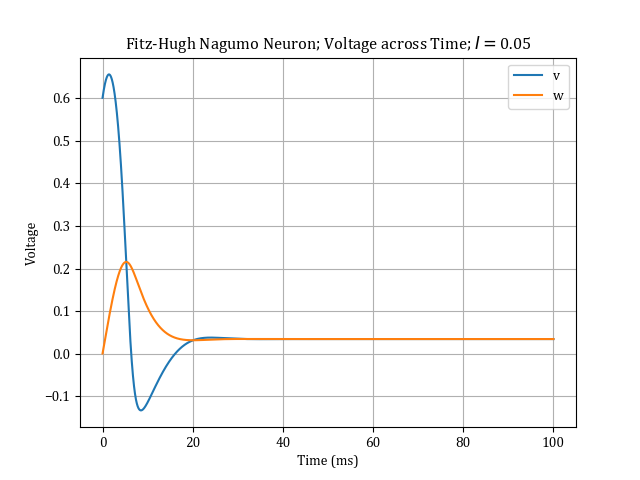 Fitz-Hugh Nagumo Neuron; Voltage across Time; I = 0.05
v
w
0.6
0.5
0.4
0.3
0.2
0.1
0.0
−0.1
Voltage
0 20 40 60 80 100
Time (ms)